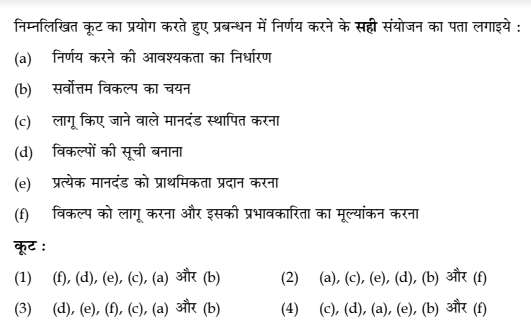 निम्नलिखित कूट का प्रयोग करते हुए प्रबन्धन में निर्णय करने के सही संयोजन का पता लगाइये :
(a) निर्णय करने की आवश्यकता का निर्धारण
(b) सर्वोत्तम विकल्प का चयन
(c) लागू किए जाने वाले मानदंड स्थापित करना
(d) विकल्पों की सूची बनाना
(e) प्रत्येक मानदंड को प्राथमिकता प्रदान करना
(f) विकल्प को लागू करना और इसकी प्रभावकारिता का मूल्यांकन करना
कूट :
(1) (f), (d), (e), (c), (a) और (b) (2) (a), (c), (e), (d), (b) और (f)
(3) (d), (e), (f), (c), (a) और (b) (4) (c), (d), (a), (e), (b) और (f)